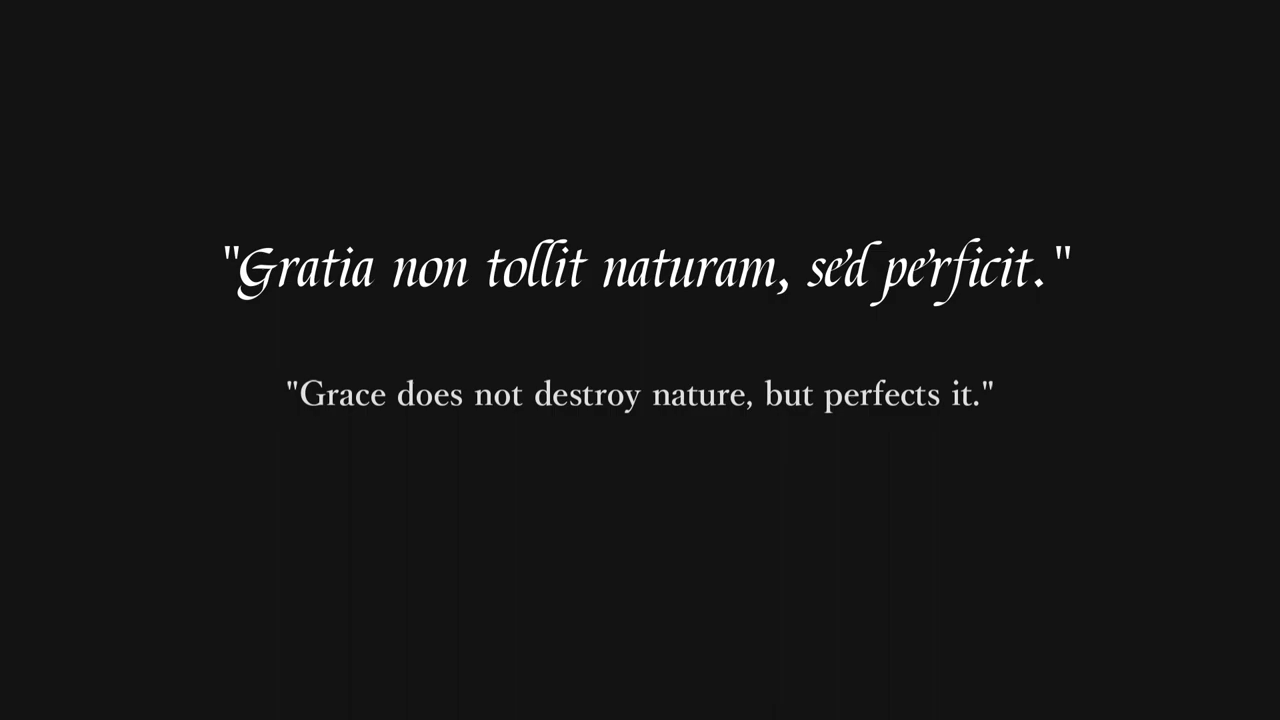 "Gratia non tollit naturam, sed perficit."
"Grace does not destroy nature, but perfects it."